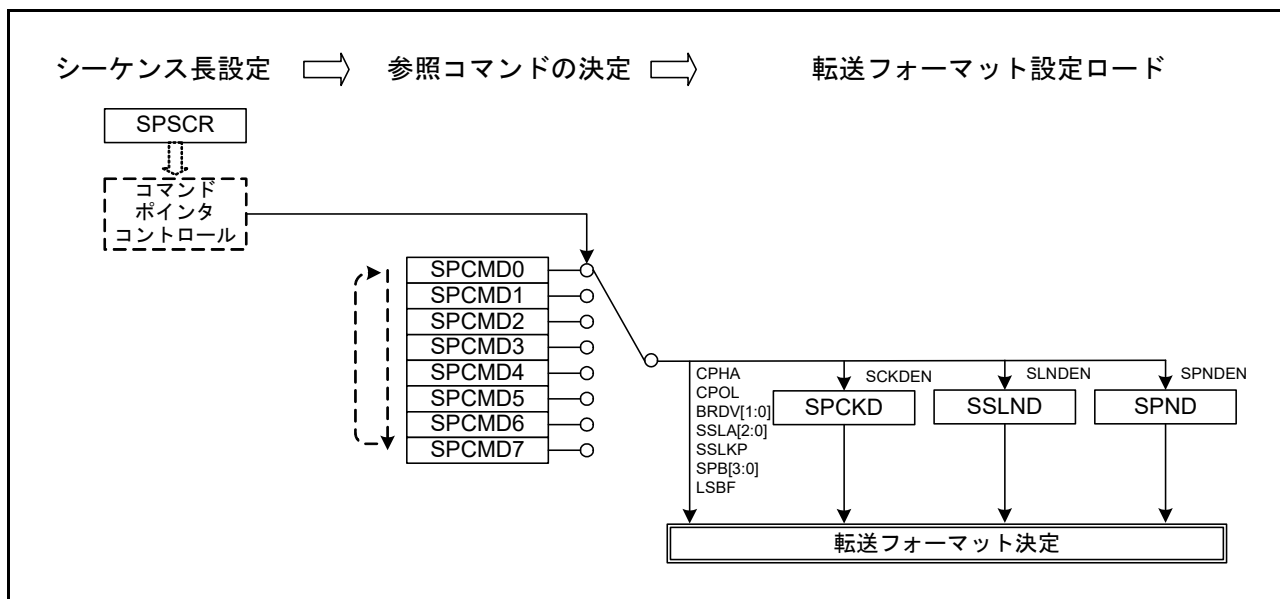 シーケンス長設定
参照コマンドの決定
転送フォーマット設定ロード
SPSCR
コマンド
ポインタ
コントロール
SPCMD0
SPCMD1
SPCMD2
SPCMD3
SPCMD4
SPCMD5
SPCMD6
SPCMD7
CPHA
CPOL
BRDV[1:0]
SSLA[2:0]
SSLKP
SPB[3:0]
LSBF
SCKDEN
SPCKD
SLNDEN
SSLND
SPNDEN
SPND
転送フォーマット決定